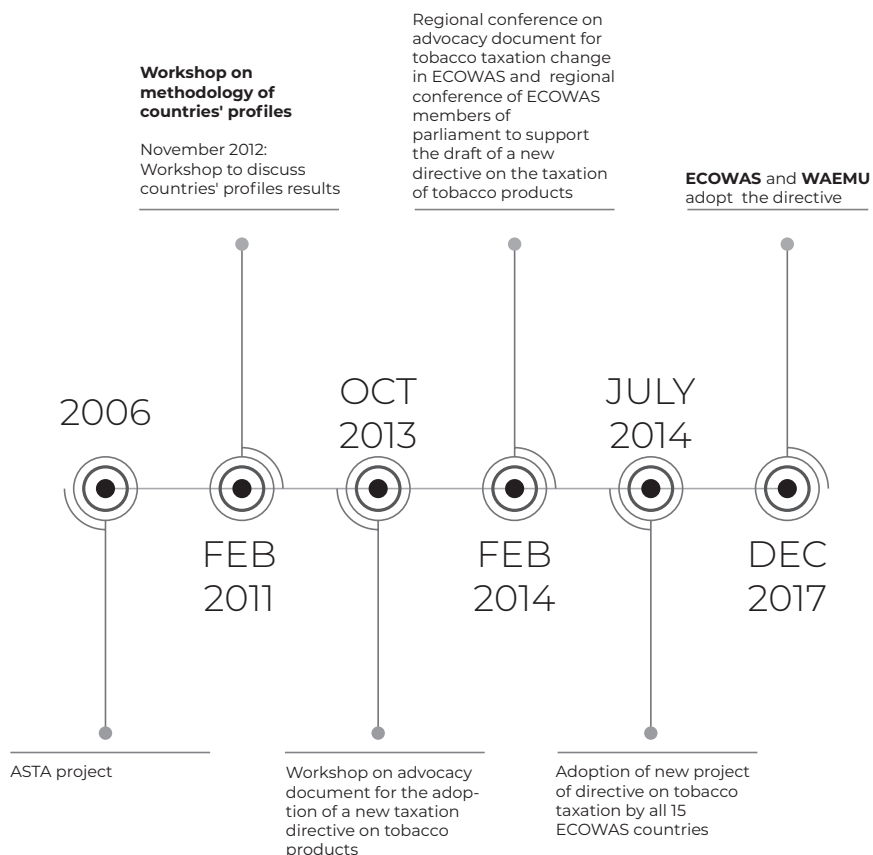 2006
ASTA project
Workshop on
methodology of
countries' profiles
November 2012:
Workshop to discuss
countries' profiles results
FEB
2011
OCT
2013
Workshop on advocacy
document for the adop-
tion of a new taxation
directive on tobacco
products
Regional conference on
advocacy document for
tobacco taxation change
in ECOWAS and  regional
conference of ECOWAS
members of
parliament to support
the draft of a new
directive on the taxation
of tobacco products
FEB
2014
JULY
2014
Adoption of new project
of directive on tobacco
taxation by all 15
ECOWAS countries
ECOWAS and WAEMU
adopt  the directive
DEC
2017